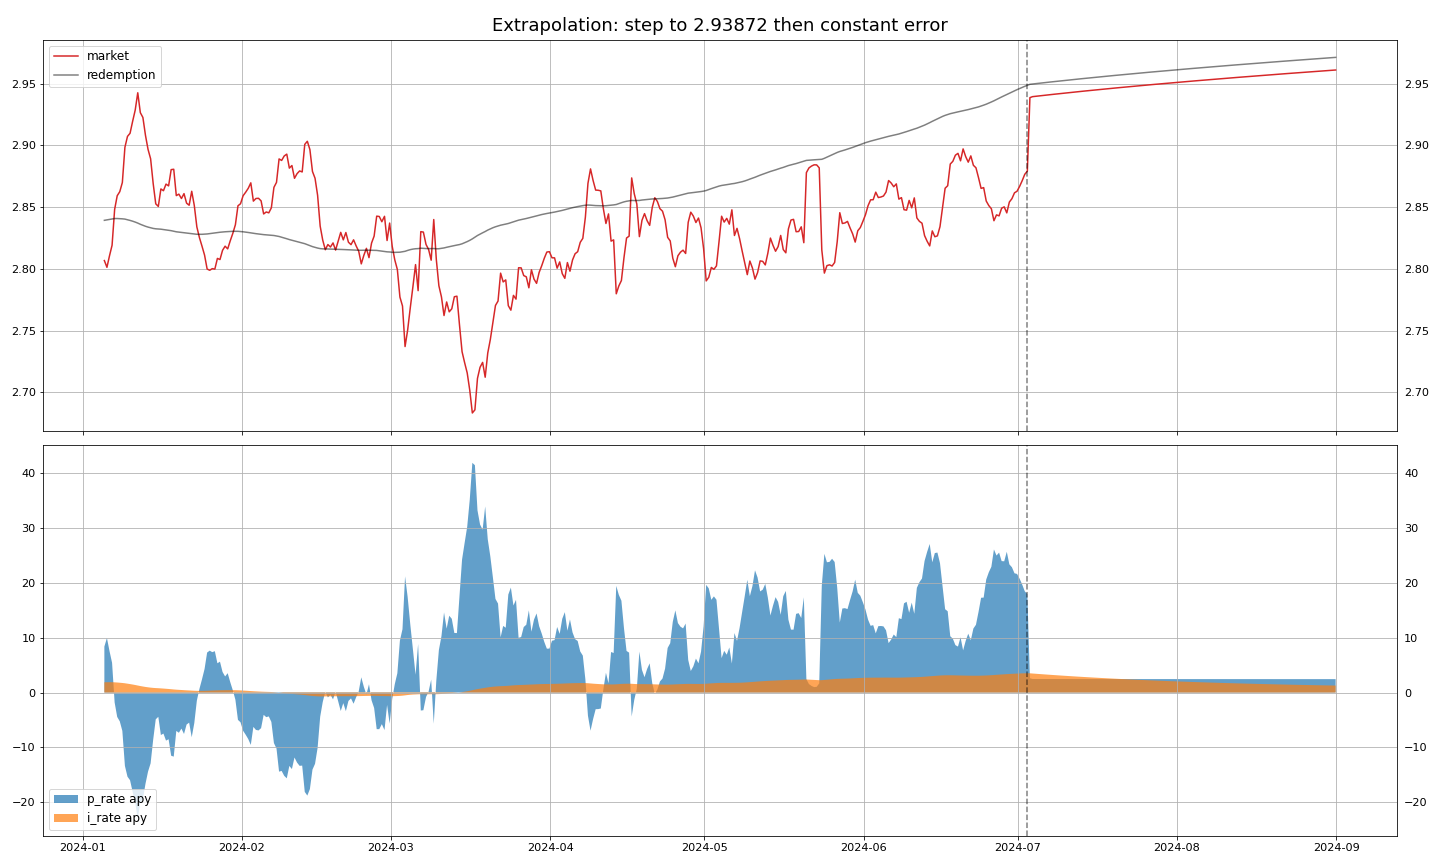 Extrapolation: step to 2.93872 then constant error
market
redemption
2.95 2.95
2.90 2.90
2.85 2.85
2.80 2.80
2.75 2.75
2.70 2.70
40 40
30 30
20 20
10 10
0 0
−10 −10
−20 −20
p_rate apy
i_rate apy
2024-01 2024-02 2024-03 2024-04 2024-05 2024-06 2024-07 2024-08 2024-09